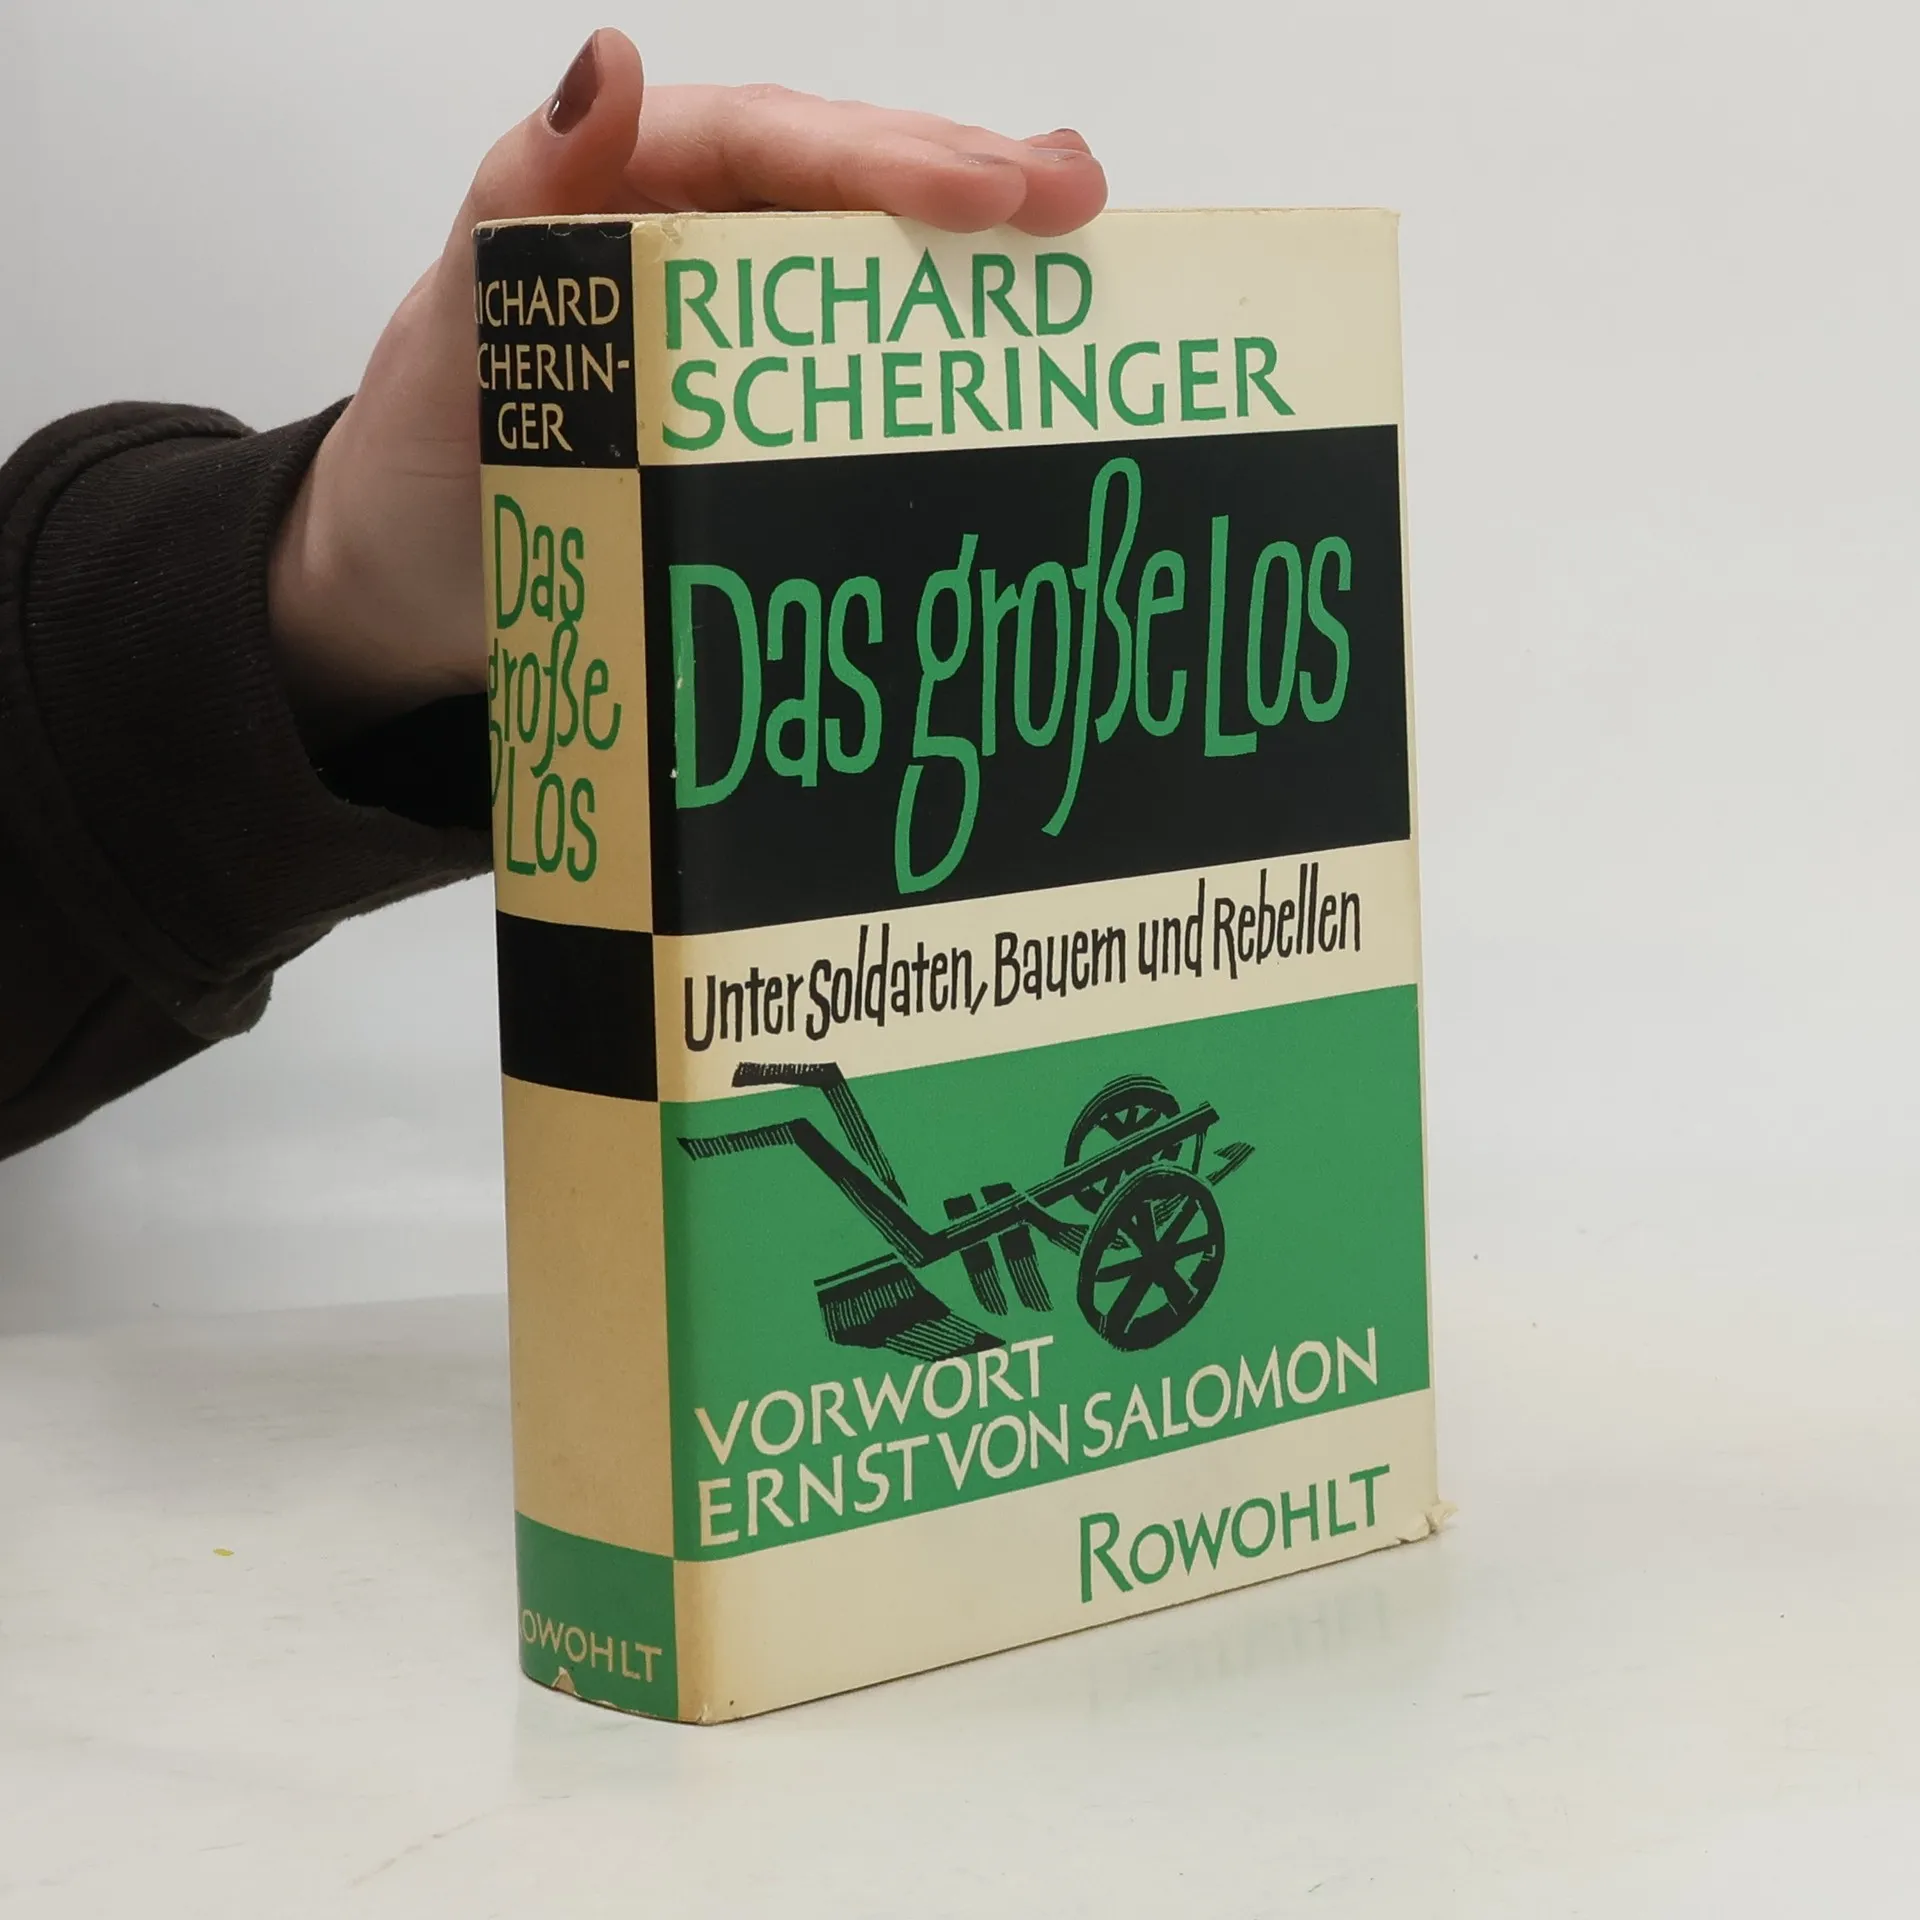 RICHARD
SCHERIN-
GER
Das
große
Los
ROWOHLT
RICHARD
SCHERINGER
Das große Los
Unter Soldaten, Bauern und Rebellen
VORWORT
ERNST VON SALOMON
ROWOHLT